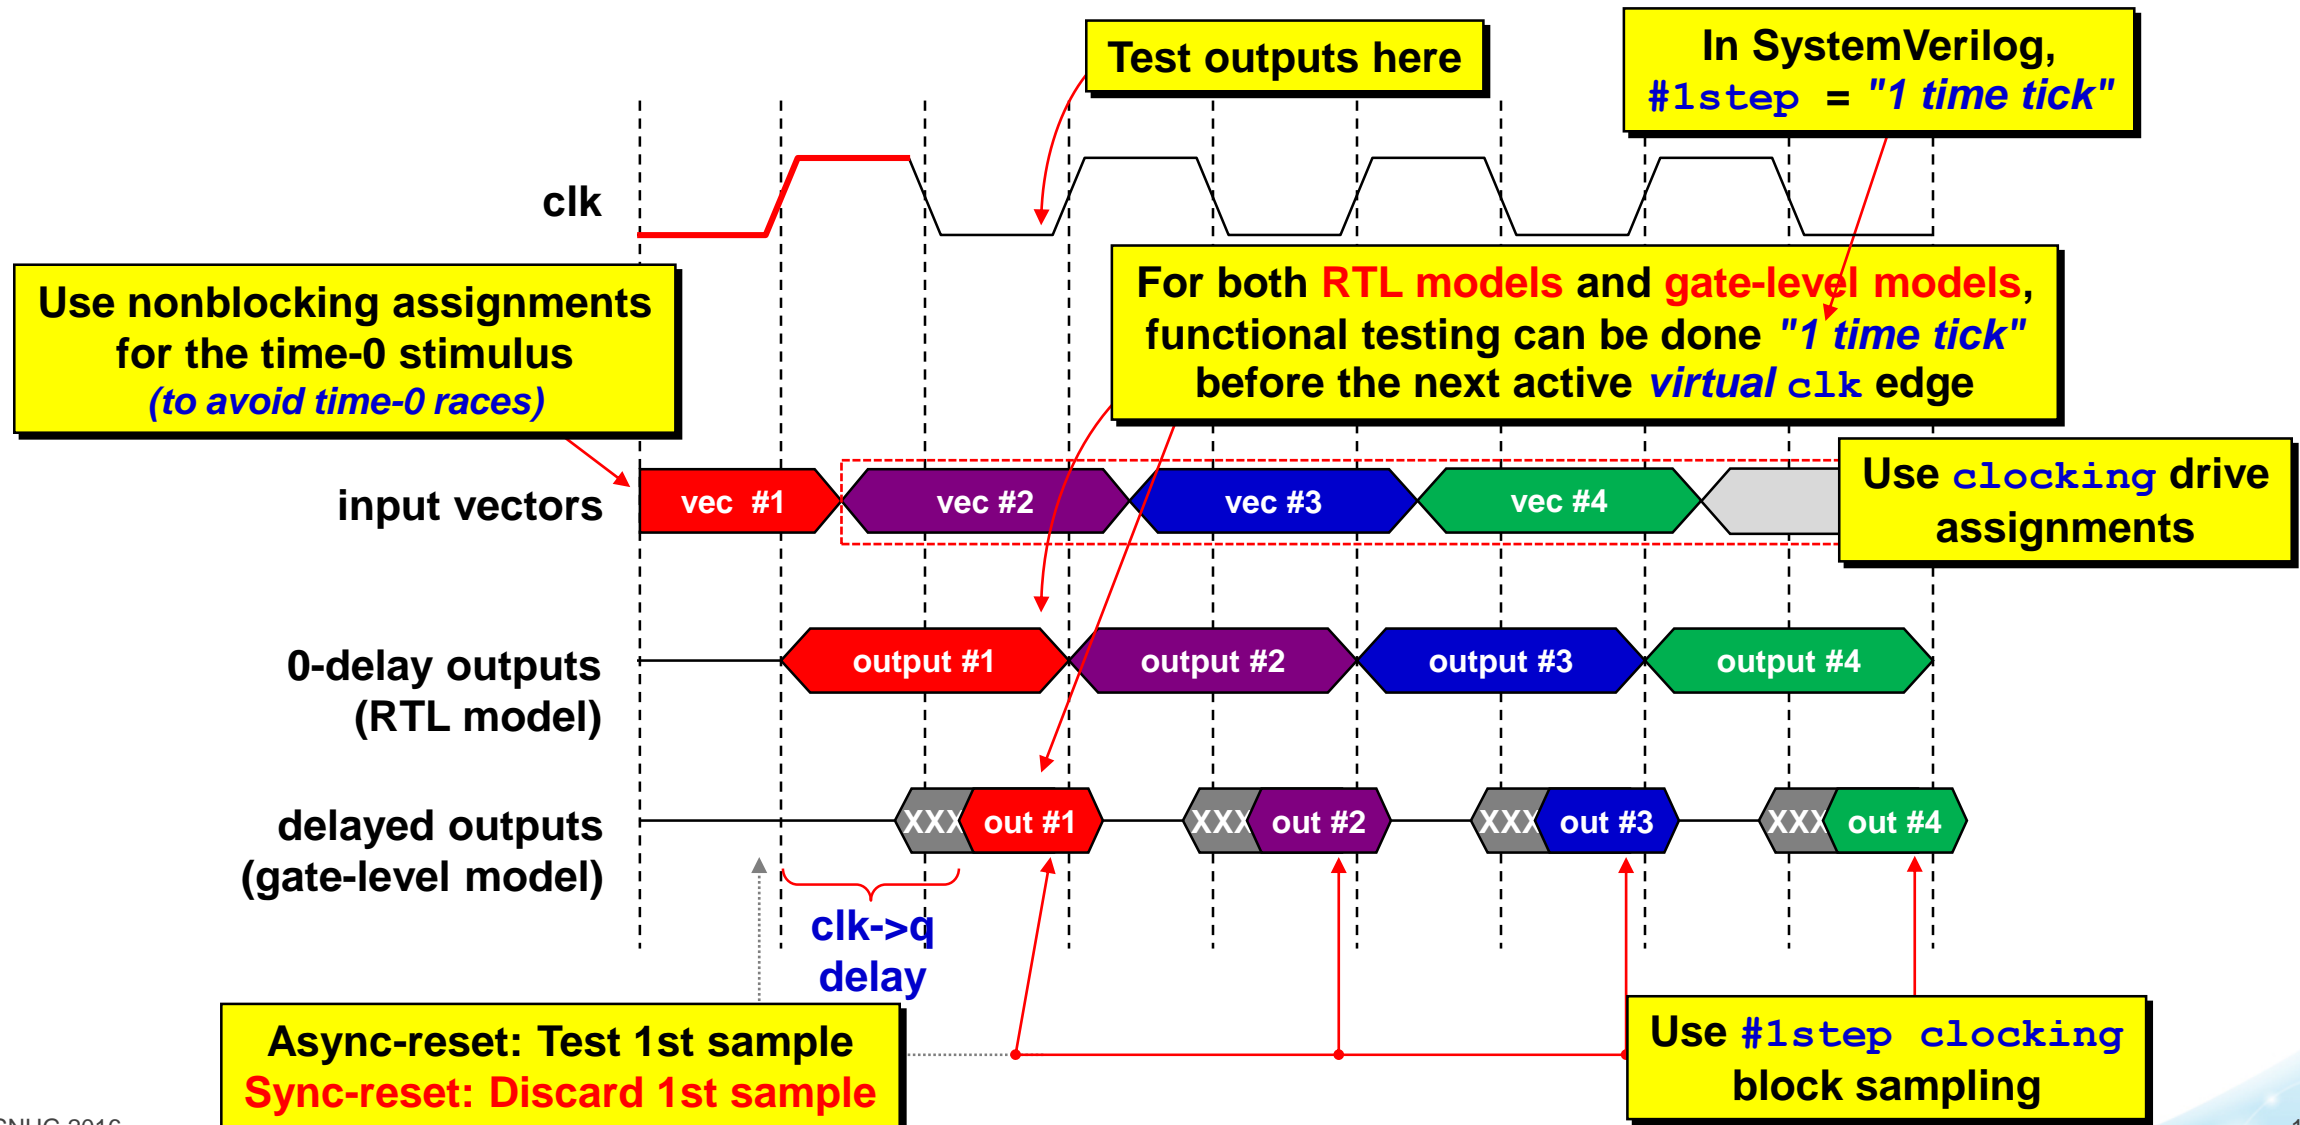 Test outputs here
In SystemVerilog,
#1step = "1 time tick"
clk
Use nonblocking assignments
for the time-0 stimulus
(to avoid time-0 races)
For both RTL models and gate-level models,
functional testing can be done "1 time tick"
before the next active virtual clk edge
input vectors
vec #1
vec #2
vec #3
vec #4
Use clocking drive
assignments
0-delay outputs
(RTL model)
output #1
output #2
output #3
output #4
delayed outputs
(gate-level model)
XXX
out #1
XXX
out #2
XXX
out #3
XXX
out #4
clk->q
delay
Async-reset: Test 1st sample
Sync-reset: Discard 1st sample
Use #1step clocking
block sampling